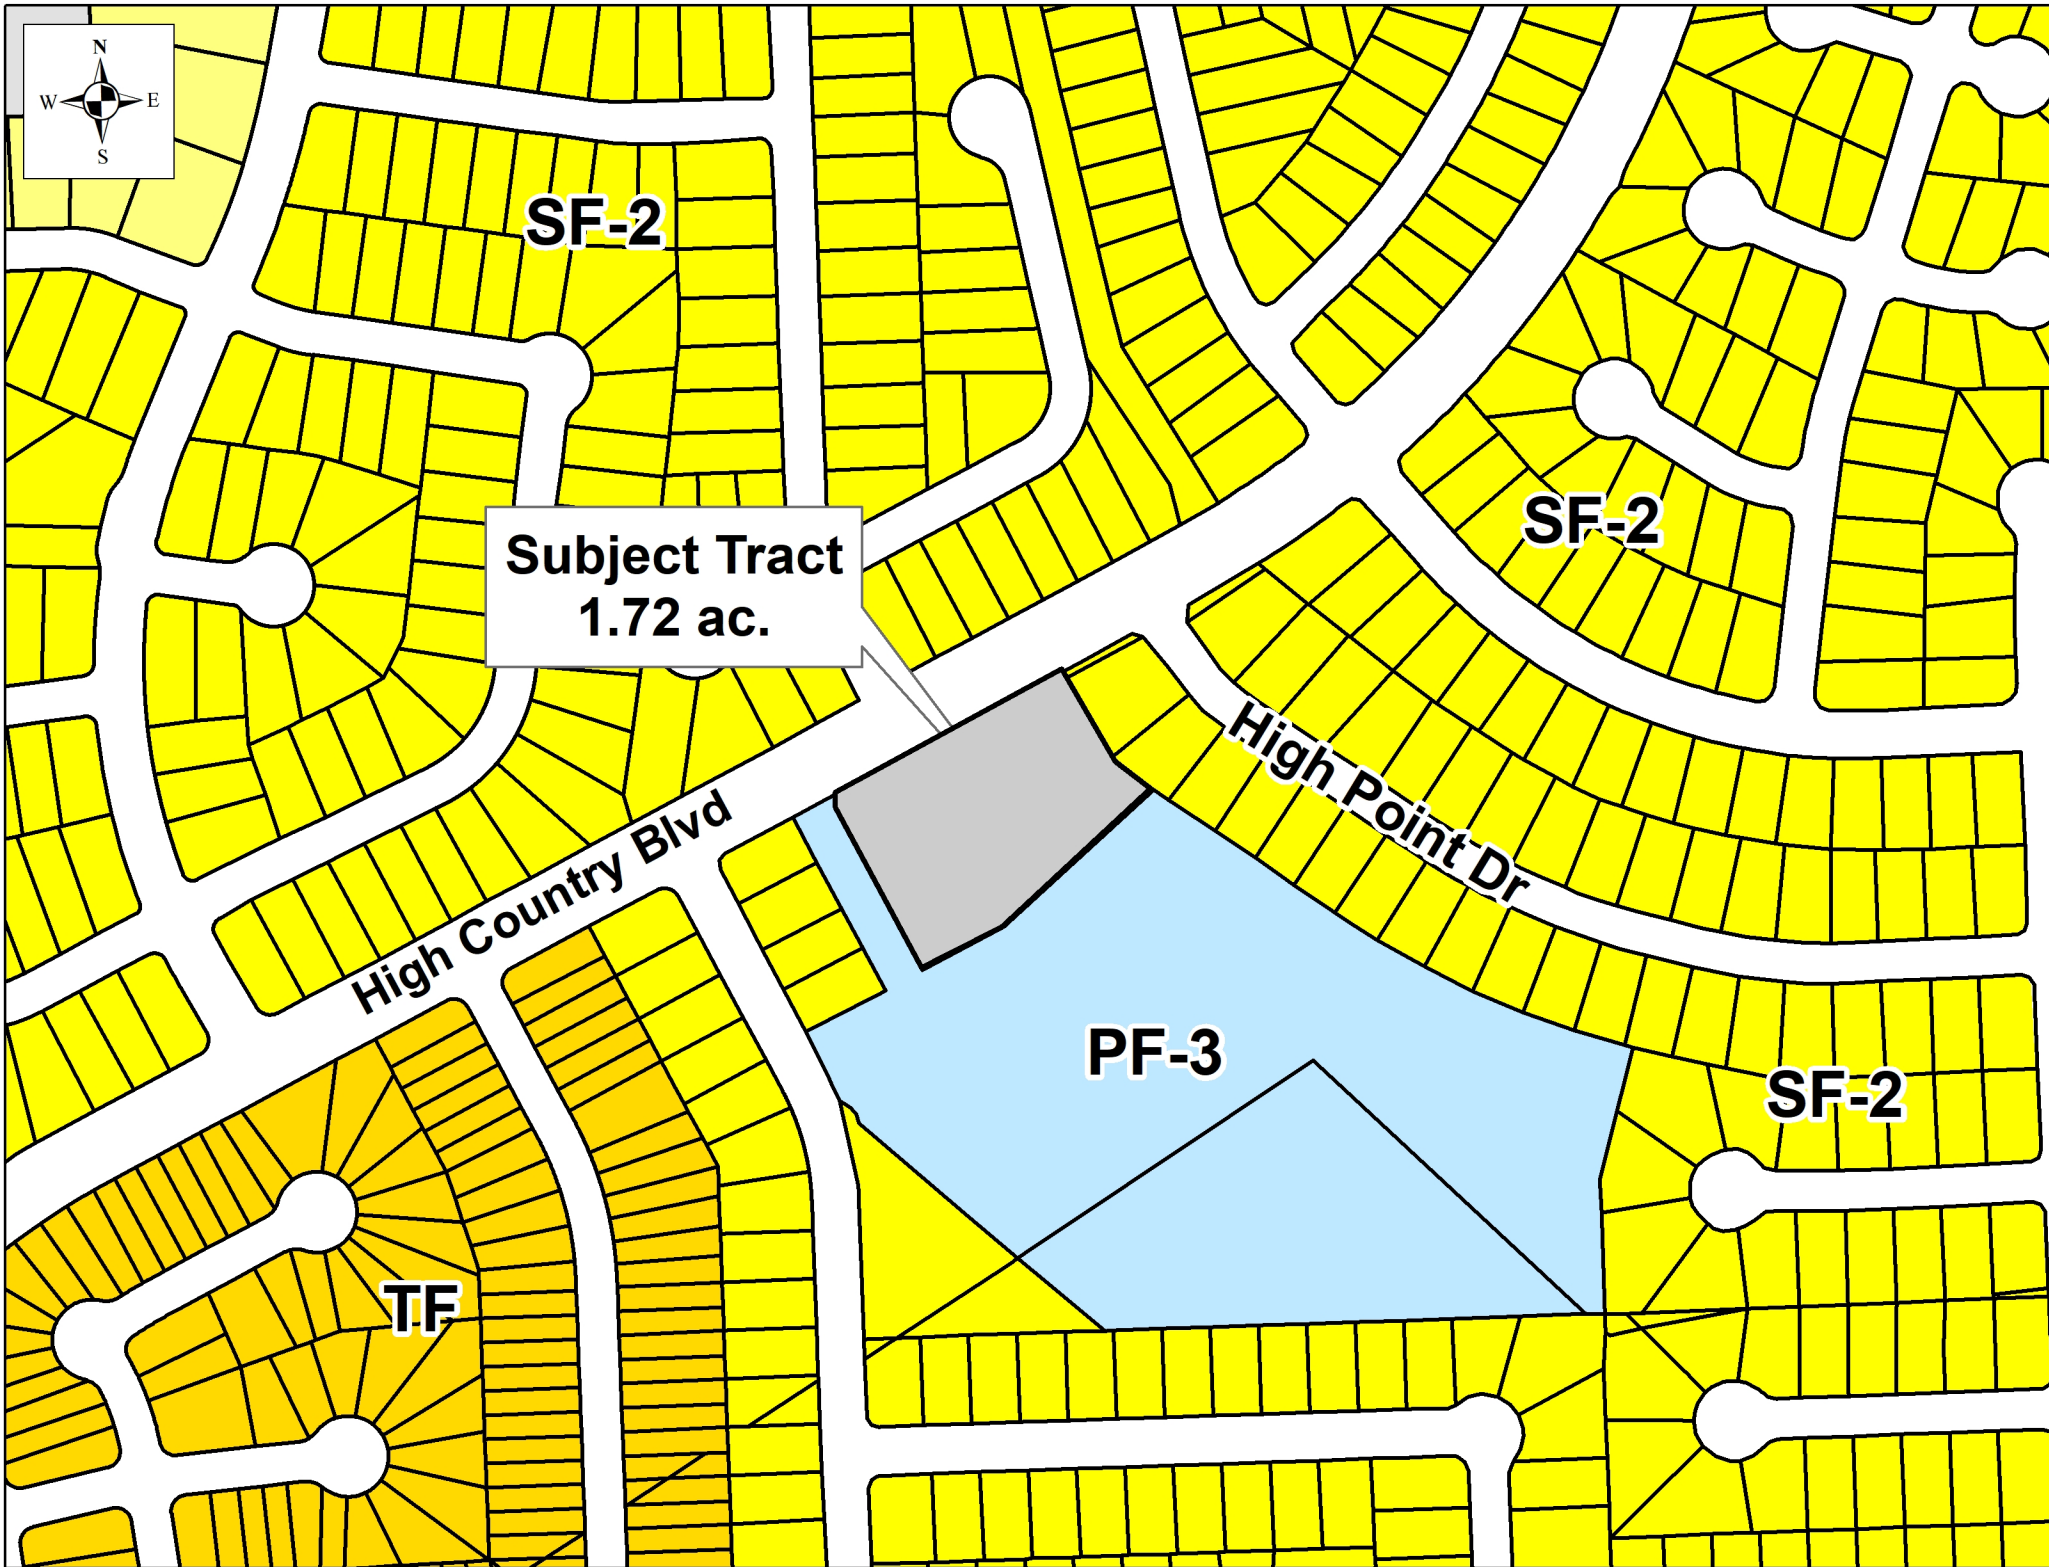 N
W E
S
SF-2
Subject Tract
1.72 ac.
SF-2
High Point Dr
High Country Blvd
PF-3
SF-2
TF